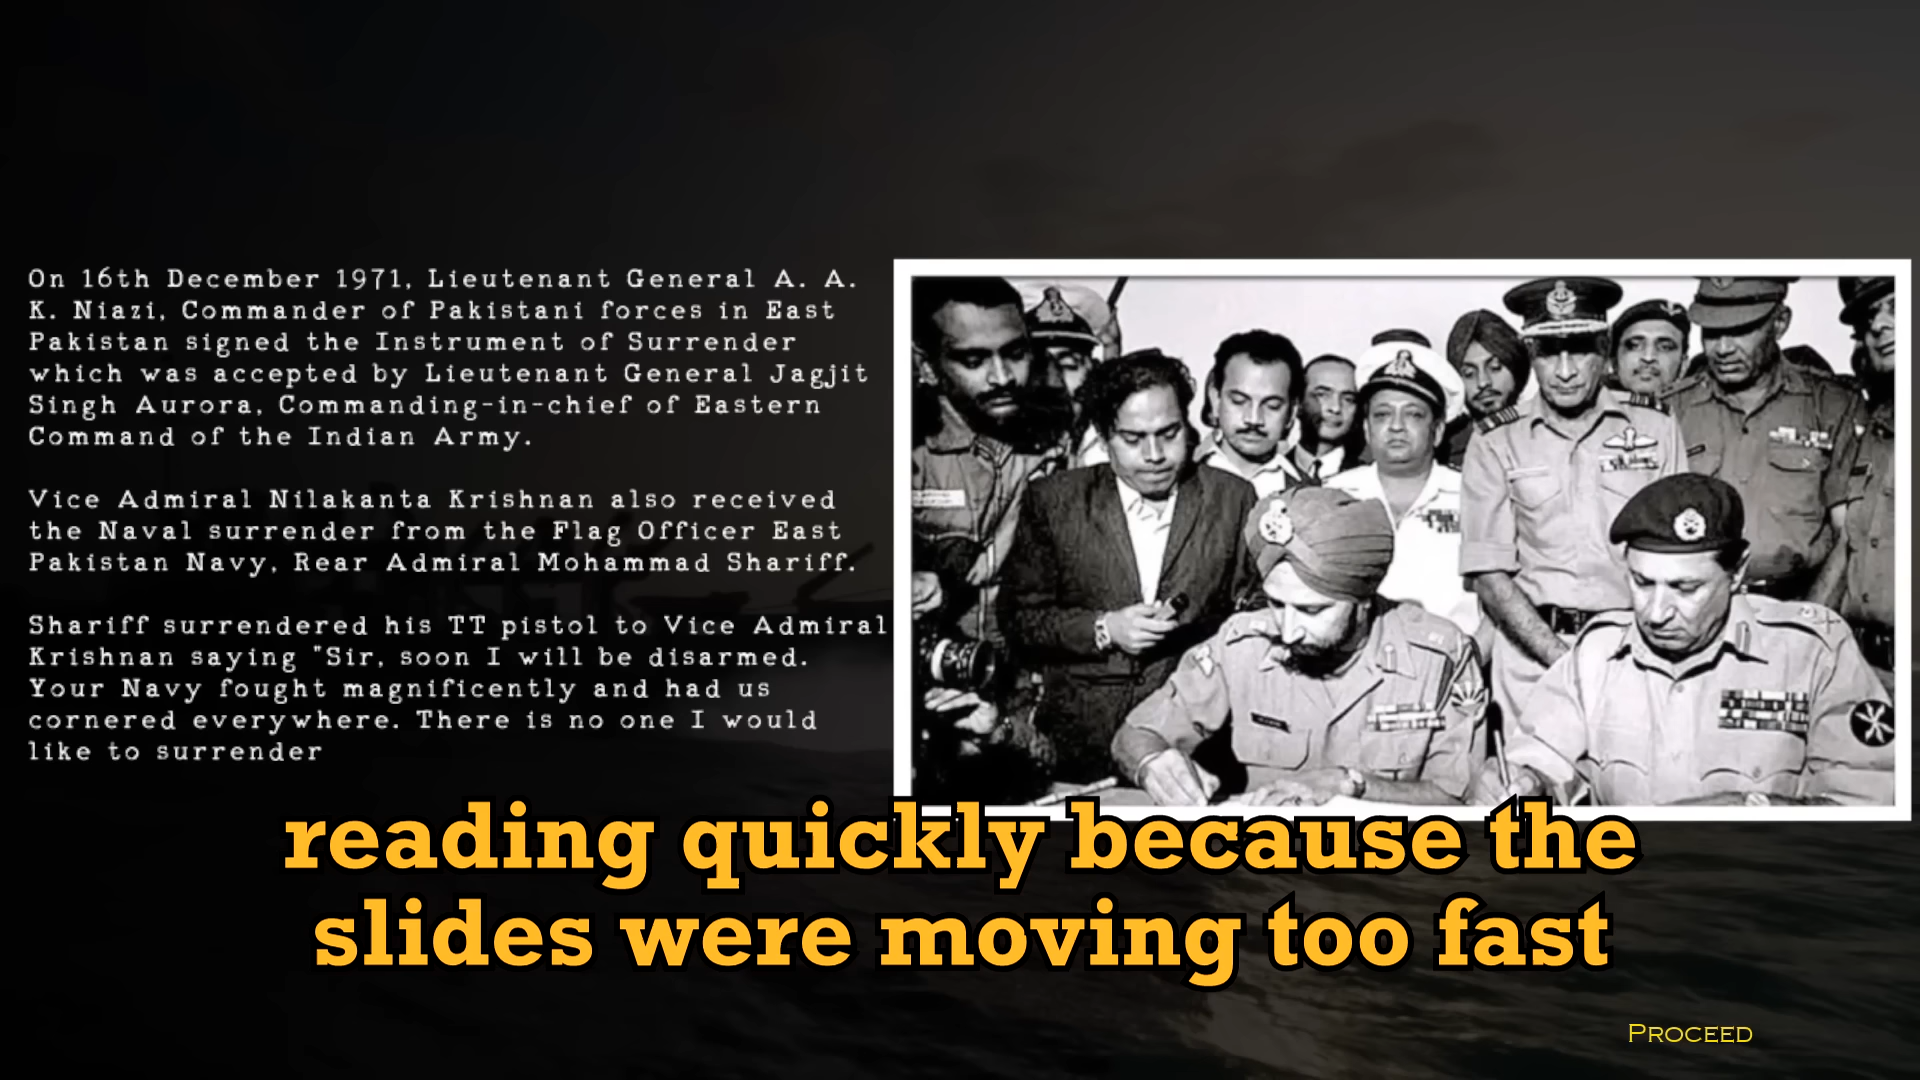 On 16th December 1971, Lieutenant General A. A.
K. Niazi, Commander of Pakistani forces in East
Pakistan signed the Instrument of Surrender
which was accepted by Lieutenant General Jagjit
Singh Aurora, Commanding-in-chief of Eastern
Command of the Indian Army.
Vice Admiral Nilakanta Krishnan also received
the Naval surrender from the Flag Officer East
Pakistan Navy, Rear Admiral Mohammad Shariff.
Shariff surrendered his TT pistol to Vice Admiral
Krishnan saying "Sir, soon I will be disarmed.
Your Navy fought magnificently and had us
cornered everywhere. There is no one I would
like to surrender
reading quickly because the
slides were moving too fast
PROCEED